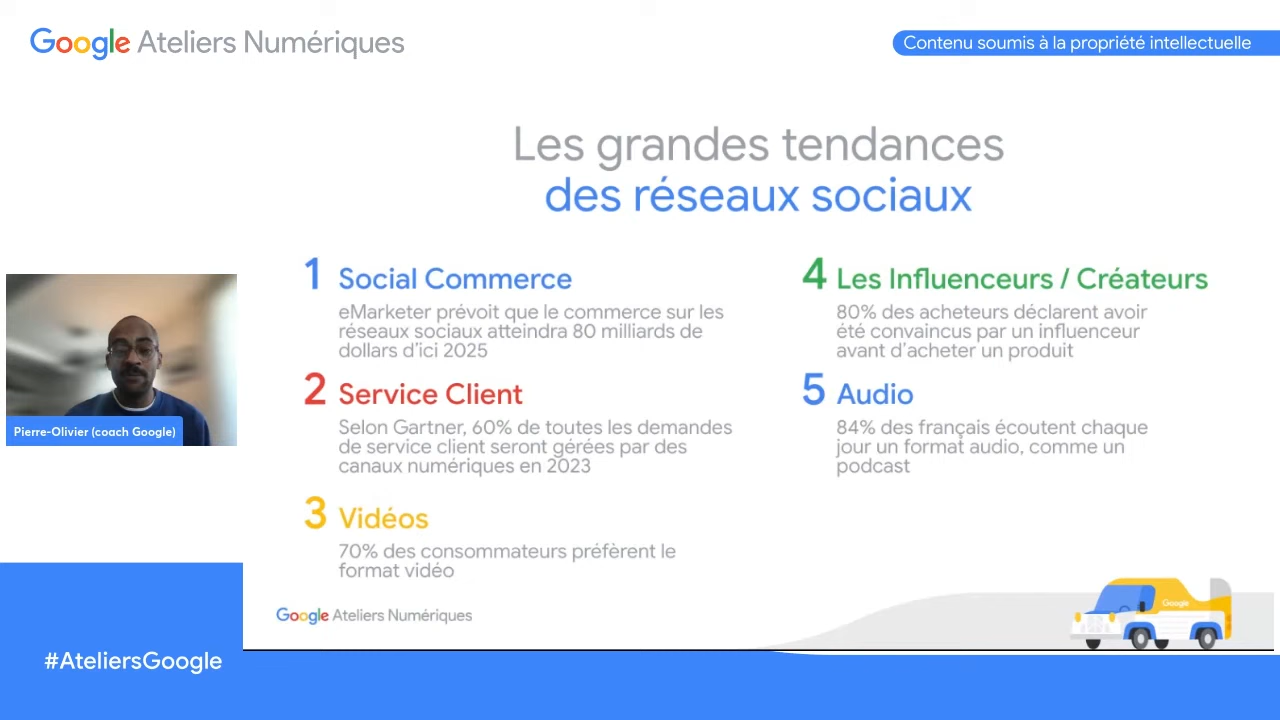 Google Ateliers Numériques
Contenu soumis à la propriété intellectuelle
Les grandes tendances
des réseaux sociaux
1 Social Commerce
eMarketer prévoit que le commerce sur les
réseaux sociaux atteindra 80 milliards de
dollars d'ici 2025
2 Service Client
Selon Gartner, 60% de toutes les demandes
de service client seront gérées par des
canaux numériques en 2023
3 Vidéos
70% des consommateurs préfèrent le
format vidéo
4 Les Influenceurs / Créateurs
80% des acheteurs déclarent avoir
été convaincus par un influenceur
avant d'acheter un produit
5 Audio
84% des français écoutent chaque
jour un format audio, comme un
podcast
Pierre-Olivier (coach Google)
Google Ateliers Numériques
Google
#AteliersGoogle